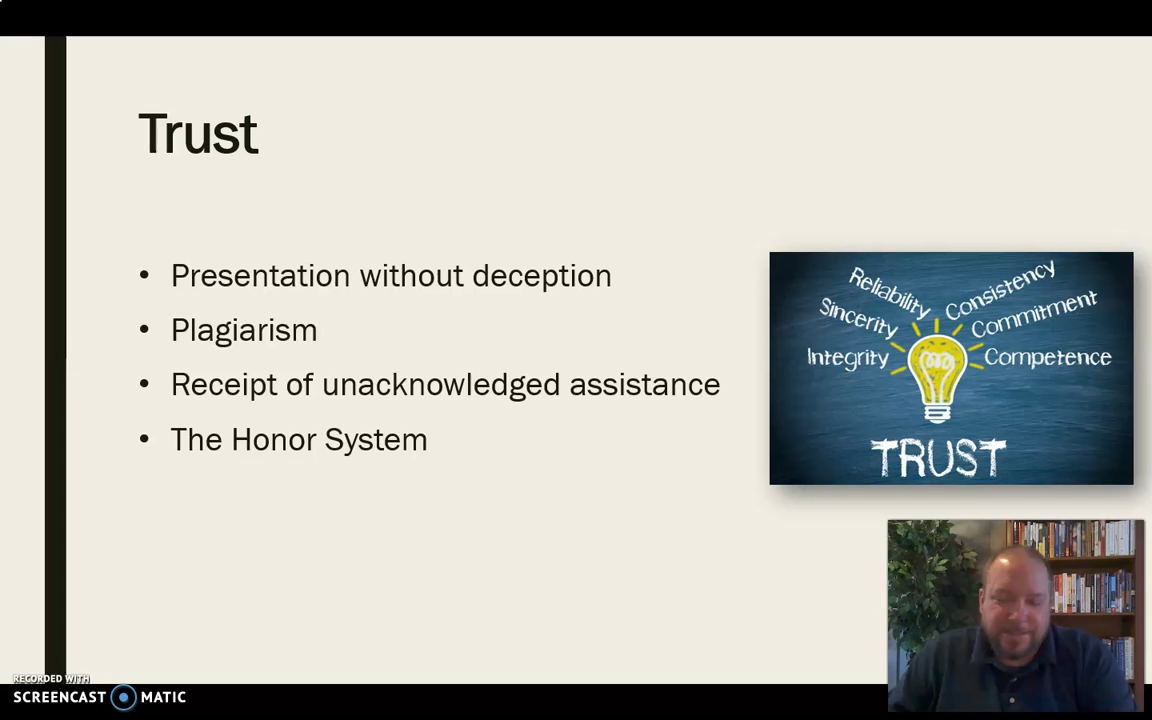 Trust
• Presentation without deception
• Plagiarism
• Receipt of unacknowledged assistance
• The Honor System
Reliability
Consistency
Sincerity
Commitment
Integrity
Competence
TRUST
RECORDED WITH
SCREENCAST MATIC